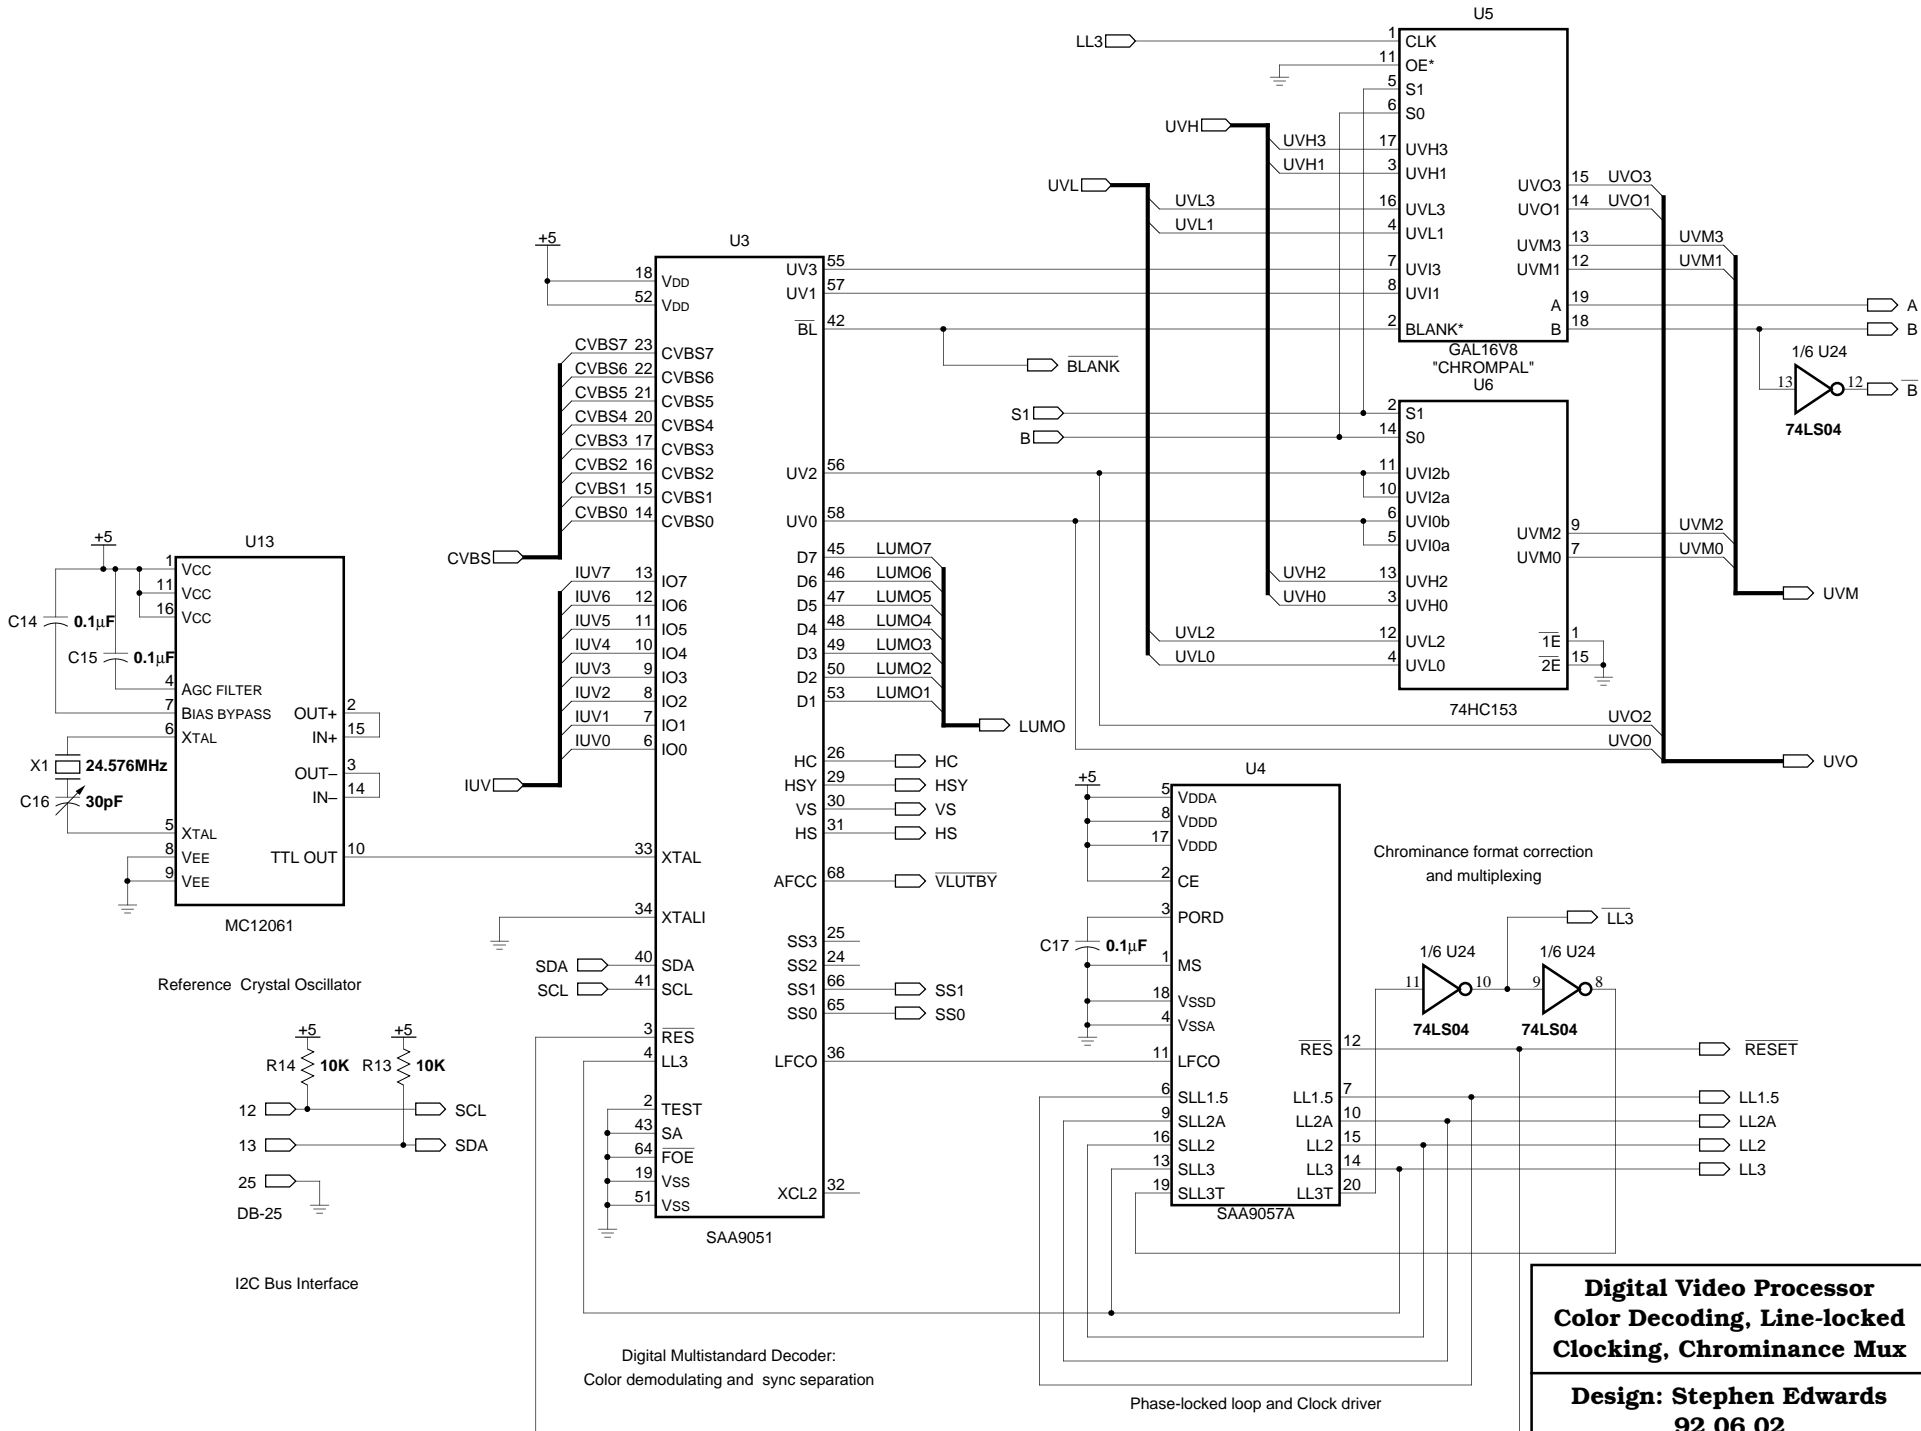 U5
LL3
1 CLK
11 OE*
5 S1
6 S0
UVH
UVH3 17 UVH3
UVH1 3 UVH1
UVL
UVL3 16 UVL3
UVL1 4 UVL1
7 UVI3
8 UVI1
2 BLANK*
UVO3 15 UVO3
UVO1 14 UVO1
UVM3 13 UVM3
UVM1 12 UVM1
A 19 A
B 18 B
GAL16V8
"CHROMPAL"
1/6 U24
13 12 B
74LS04
U6
S1 2 S1
B 14 S0
11 UVI2b
10 UVI2a
6 UVI0b
5 UVI0a
UVH2 13 UVH2
UVH0 3 UVH0
UVL2 12 UVL2
UVL0 4 UVL0
UVM2 9 UVM2
UVM0 7 UVM0
1E 1
2E 15
74HC153
UVM
UVO2
UVO0
UVO
U3
+5
18 VDD
52 VDD
CVBS7 23 CVBS7
CVBS6 22 CVBS6
CVBS5 21 CVBS5
CVBS4 20 CVBS4
CVBS3 17 CVBS3
CVBS2 16 CVBS2
CVBS1 15 CVBS1
CVBS0 14 CVBS0
CVBS
IUV7 13 IO7
IUV6 12 IO6
IUV5 11 IO5
IUV4 10 IO4
IUV3 9 IO3
IUV2 8 IO2
IUV1 7 IO1
IUV0 6 IO0
IUV
33 XTAL
34 XTALI
SDA 40 SDA
SCL 41 SCL
3 RES
4 LL3
2 TEST
43 SA
64 FOE
19 VSS
51 VSS
UV3 55
UV1 57
BL 42
BLANK
UV2 56
UV0 58
D7 45 LUMO7
D6 46 LUMO6
D5 47 LUMO5
D4 48 LUMO4
D3 49 LUMO3
D2 50 LUMO2
D1 53 LUMO1
LUMO
HC 26 HC
HSY 29 HSY
VS 30 VS
HS 31 HS
AFCC 68 VLUTBY
SS3 25
SS2 24
SS1 66 SS1
SS0 65 SS0
LFCO 36
XCL2 32
SAA9051
Digital Multistandard Decoder:
Color demodulating and sync separation
+5
U13
1 VCC
11 VCC
16 VCC
C14 0.1µF
C15 0.1µF
4 AGC FILTER
7 BIAS BYPASS
6 XTAL
X1 24.576MHz
C16 30pF
5 XTAL
8 VEE
9 VEE
OUT+ 2
IN+ 15
OUT– 3
IN– 14
TTL OUT 10
MC12061
Reference Crystal Oscillator
+5 +5
R14 10K R13 10K
12 SCL
13 SDA
25
DB-25
I2C Bus Interface
U4
+5
5 VDDA
8 VDDD
17 VDDD
2 CE
3 PORD
C17 0.1µF
1 MS
18 VSSD
4 VSSA
11 LFCO
6 SLL1.5
9 SLL2A
16 SLL2
13 SLL3
19 SLL3T
RES 12 RESET
LL1.5 7 LL1.5
LL2A 10 LL2A
LL2 15 LL2
LL3 14 LL3
LL3T 20
SAA9057A
Chrominance format correction
and multiplexing
LL3
1/6 U24 1/6 U24
11 10 9 8
74LS04 74LS04
Phase-locked loop and Clock driver
Digital Video Processor
Color Decoding, Line-locked
Clocking, Chrominance Mux
Design: Stephen Edwards
92 06 02